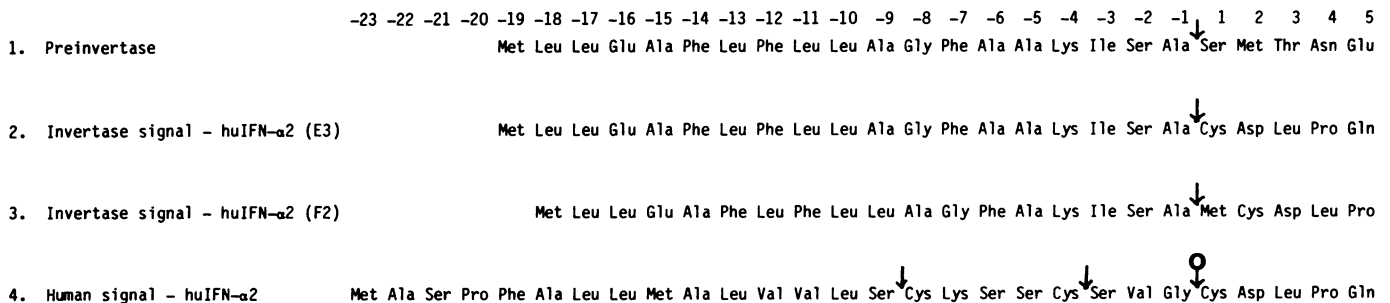 -23 -22 -21 -20 -19 -18 -17 -16 -15 -14 -13 -12 -11 -10 -9 -8 -7 -6 -5 -4 -3 -2 -1 1 2 3 4 5
1. Preinvertase Met Leu Leu Glu Ala Phe Leu Phe Leu Leu Ala Gly Phe Ala Ala Lys Ile Ser Ala Ser Met Thr Asn Glu
2. Invertase signal - huIFN-α2 (E3) Met Leu Leu Glu Ala Phe Leu Phe Leu Leu Ala Gly Phe Ala Ala Lys Ile Ser Ala Cys Asp Leu Pro Gln
3. Invertase signal - huIFN-α2 (F2) Met Leu Leu Glu Ala Phe Leu Phe Leu Leu Ala Gly Phe Ala Lys Ile Ser Ala Met Cys Asp Leu Pro
4. Human signal - huIFN-α2 Met Ala Ser Pro Phe Ala Leu Leu Met Ala Leu Val Val Leu Ser Cys Lys Ser Ser Cys Ser Val Gly Cys Asp Leu Pro Gln